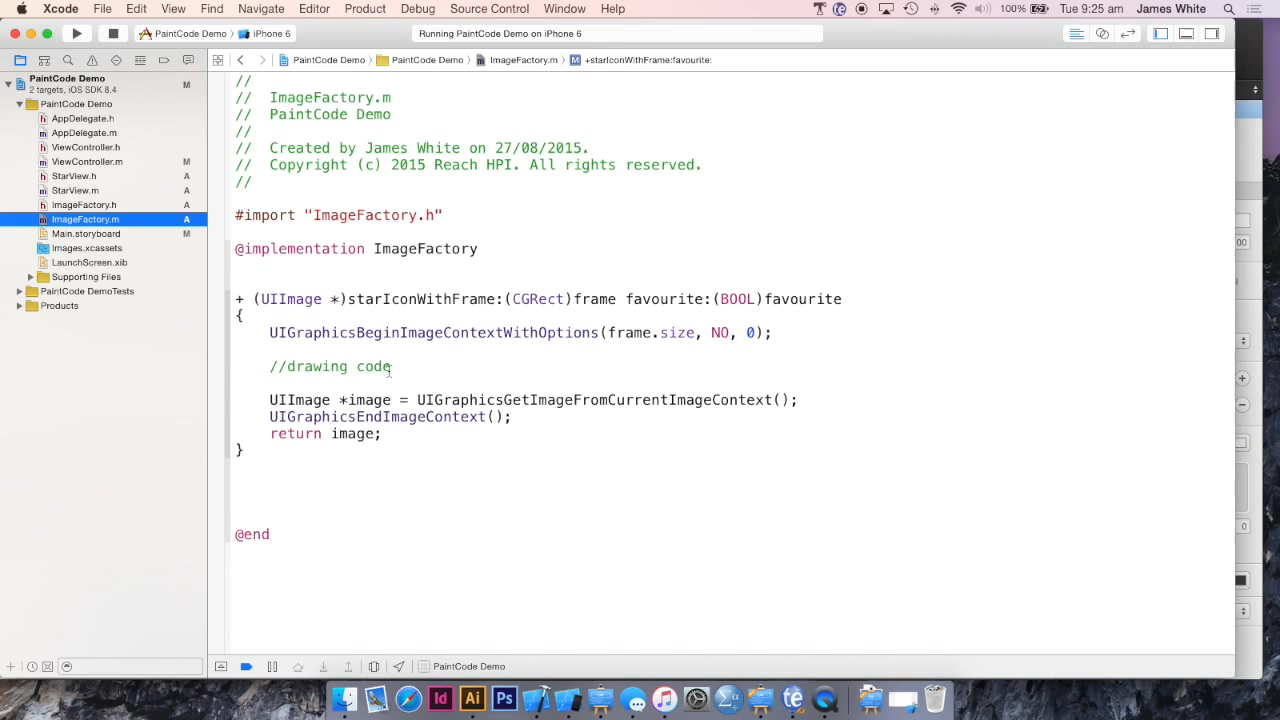 Xcode File Edit View Find Navigate Editor Product Debug Source Control Window Help 100% Tue 9:25 am James White
PaintCode Demo iPhone 6 Running PaintCode Demo on iPhone 6
PaintCode Demo PaintCode Demo ImageFactory.m +starIconWithFrame:favourite:
PaintCode Demo M
2 targets, iOS SDK 8.4
PaintCode Demo
AppDelegate.h
AppDelegate.m
ViewController.h
ViewController.m M
StarView.h A
StarView.m A
ImageFactory.h A
ImageFactory.m A
Main.storyboard M
Images.xcassets
LaunchScreen.xib
Supporting Files
PaintCode DemoTests
Products
//
// ImageFactory.m
// PaintCode Demo
//
// Created by James White on 27/08/2015.
// Copyright (c) 2015 Reach HPI. All rights reserved.
//
#import "ImageFactory.h"
@implementation ImageFactory
+ (UIImage *)starIconWithFrame:(CGRect)frame favourite:(BOOL)favourite
{
UIGraphicsBeginImageContextWithOptions(frame.size, NO, 0);
//drawing code
UIImage *image = UIGraphicsGetImageFromCurrentImageContext();
UIGraphicsEndImageContext();
return image;
}
@end
00
0
PaintCode Demo
Id Ai Ps